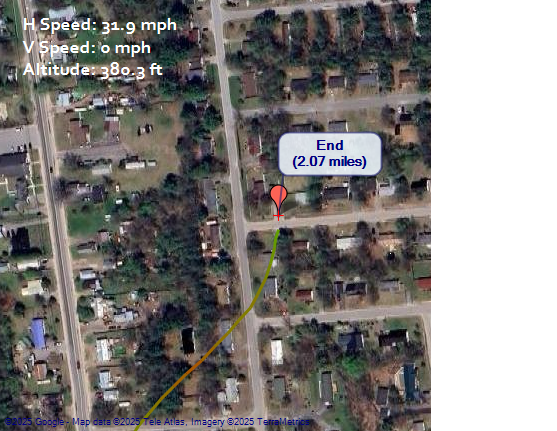 H Speed: 31.9 mph
V Speed: 0 mph
Altitude: 380.3 ft
End
(2.07 miles)
©2025 Google - Map data ©2025 Tele Atlas, Imagery ©2025 TerraMetrics